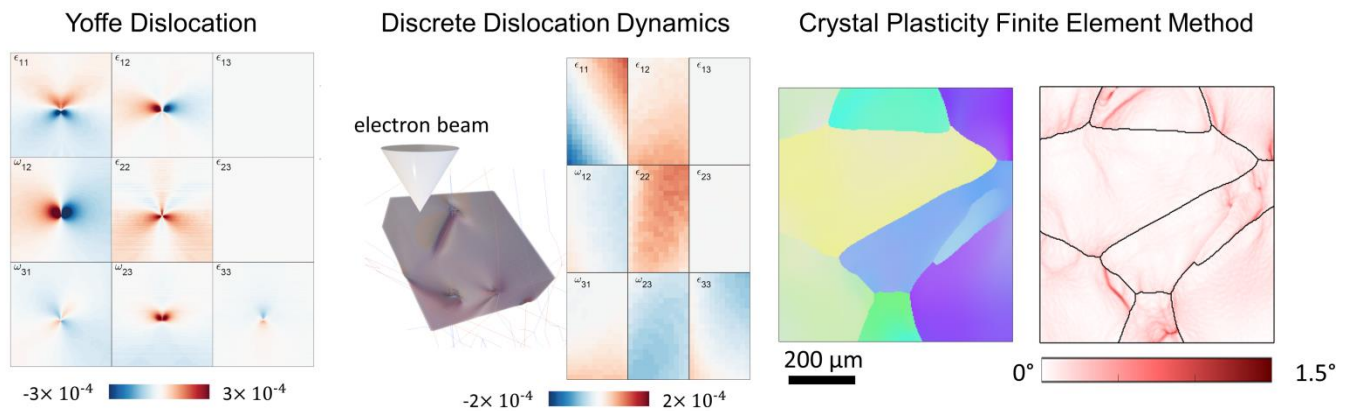 Yoffe Dislocation
Discrete Dislocation Dynamics
Crystal Plasticity Finite Element Method
ϵ11 ϵ12 ϵ13
ω12 ϵ22 ϵ23
ω31 ω23 ϵ33
-3× 10⁻⁴ 3× 10⁻⁴
electron beam
ϵ11 ϵ12 ϵ13
ω12 ϵ22 ϵ23
ω31 ω23 ϵ33
-2× 10⁻⁴ 2× 10⁻⁴
200 µm
0° 1.5°